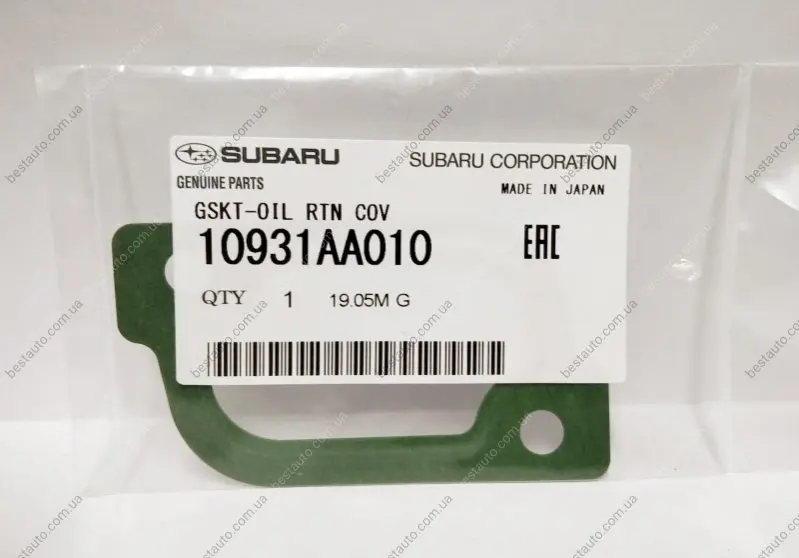 SUBARU SUBARU CORPORATION
GENUINE PARTS MADE IN JAPAN
GSKT-OIL RTN COV
10931AA010 EAC
QTY 1 19.05M G
bestauto.com.ua